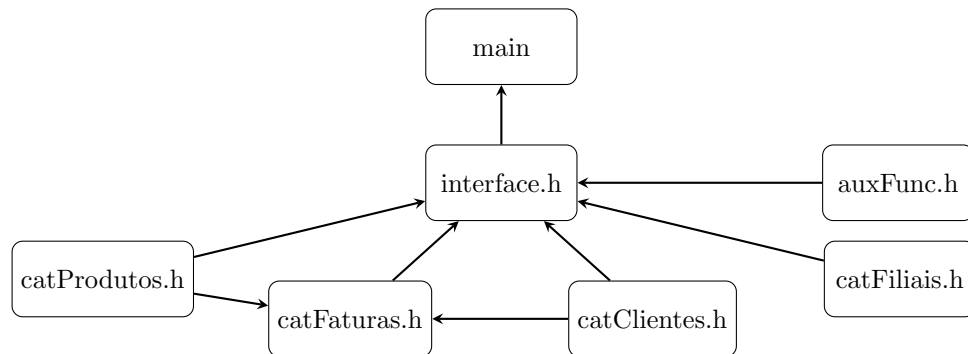 main
interface.h
auxFunc.h
catProdutos.h
catFiliais.h
catFaturas.h
catClientes.h